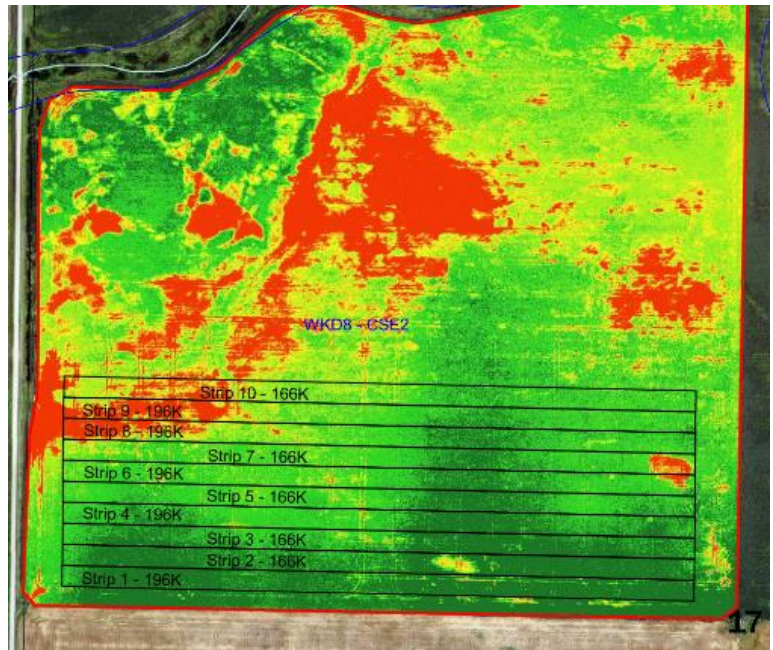 WKD8 - CSE2
Strip 10 - 166K
Strip 9 - 196K
Strip 8 - 196K
Strip 7 - 166K
Strip 6 - 196K
Strip 5 - 166K
Strip 4 - 196K
Strip 3 - 166K
Strip 2 - 166K
Strip 1 - 196K
17